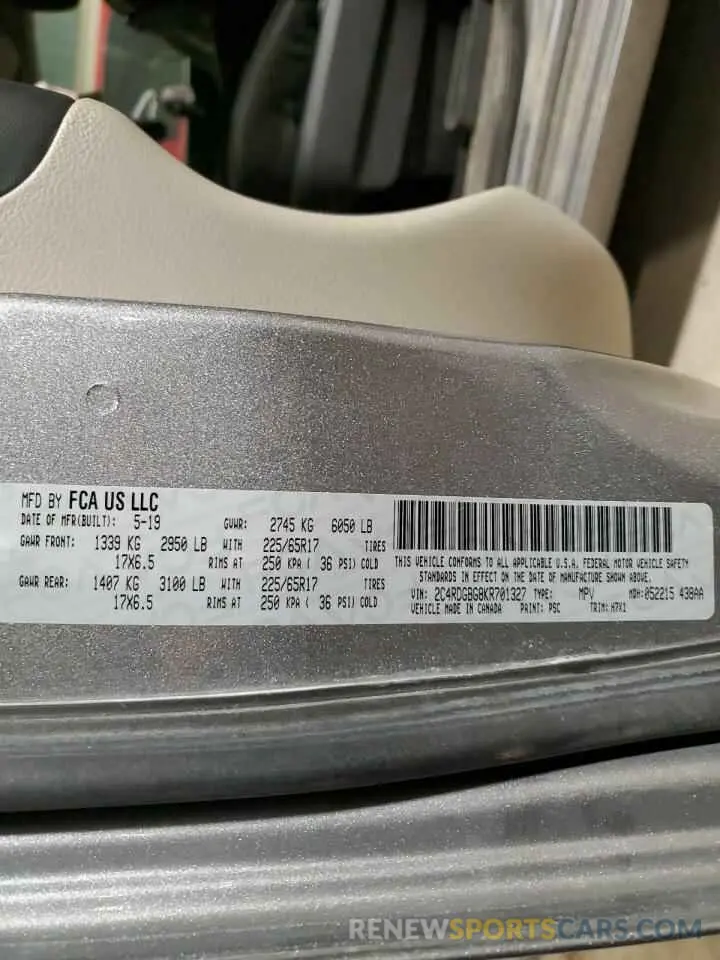 MFD BY FCA US LLC
DATE OF MFR(BUILT): 5-19 GVWR: 2745 KG 6050 LB
GAWR FRONT: 1339 KG 2950 LB WITH 225/65R17 TIRES
17X6.5 RIMS AT 250 KPA ( 36 PSI) COLD
GAWR REAR: 1407 KG 3100 LB WITH 225/65R17 TIRES
17X6.5 RIMS AT 250 KPA ( 36 PSI) COLD
THIS VEHICLE CONFORMS TO ALL APPLICABLE U.S.A. FEDERAL MOTOR VEHICLE SAFETY
STANDARDS IN EFFECT ON THE DATE OF MANUFACTURE SHOWN ABOVE.
VIN: 2C4RDGBG8KR701327 TYPE: MPV MDH: 052215 438AA
VEHICLE MADE IN CANADA PAINT: PSC TRIM: H7X1
RENEWSPORTSCARS.COM